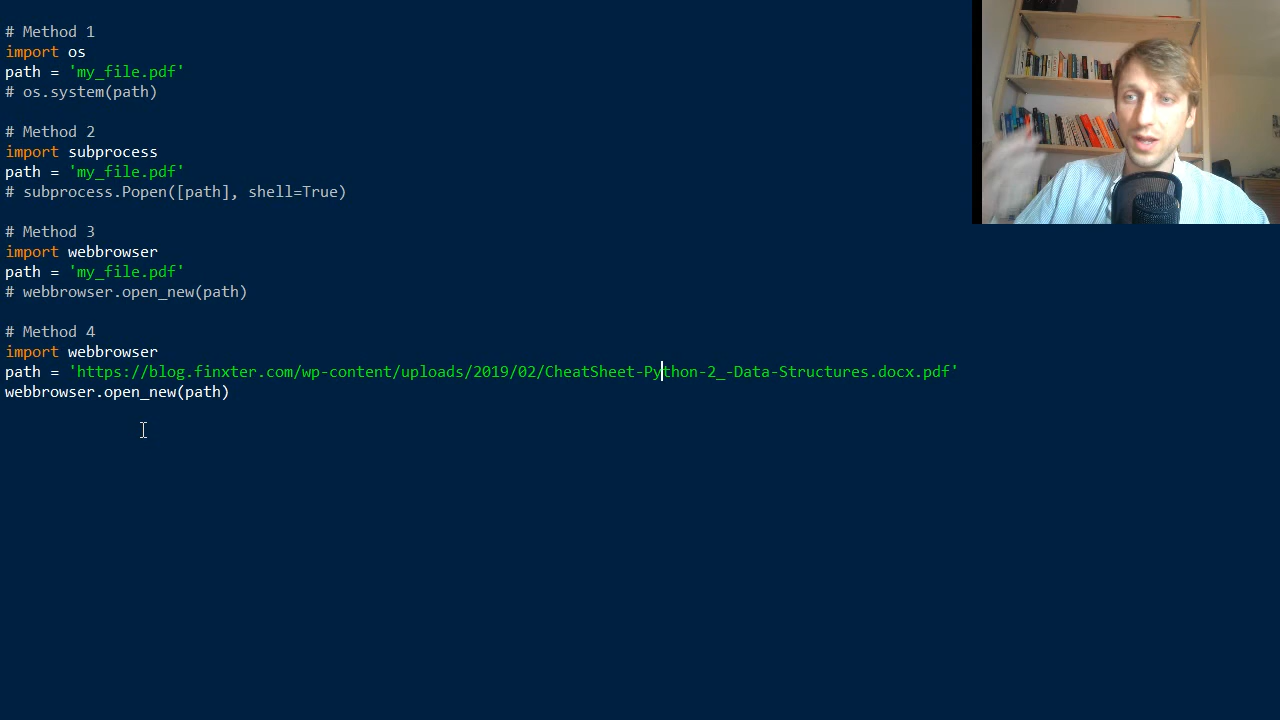 # Method 1
import os
path = 'my_file.pdf'
# os.system(path)
# Method 2
import subprocess
path = 'my_file.pdf'
# subprocess.Popen([path], shell=True)
# Method 3
import webbrowser
path = 'my_file.pdf'
# webbrowser.open_new(path)
# Method 4
import webbrowser
path = 'https://blog.finxter.com/wp-content/uploads/2019/02/CheatSheet-Python-2_-Data-Structures.docx.pdf'
webbrowser.open_new(path)